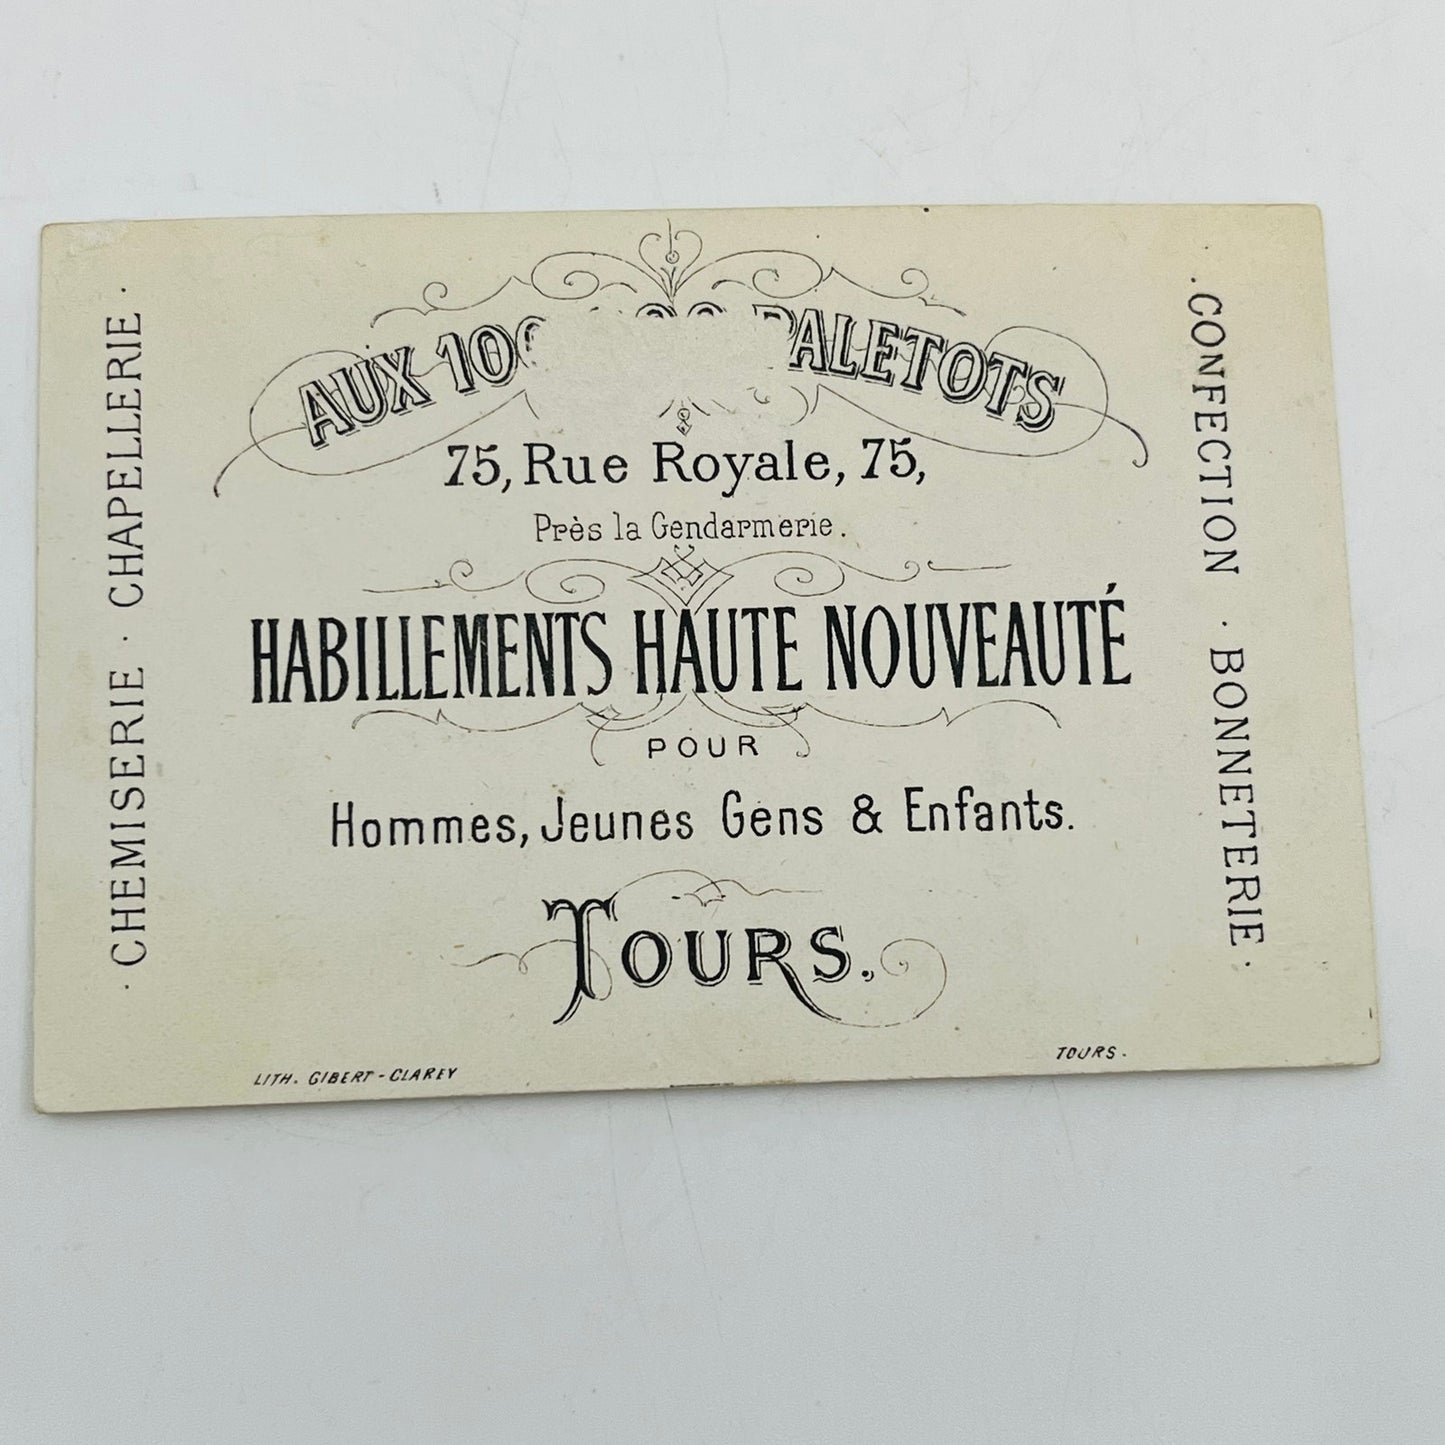 AUX 100 PALETOTS
75, Rue Royale, 75,
Près la Gendarmerie.
HABILLEMENTS HAUTE NOUVEAUTÉ
POUR
Hommes, Jeunes Gens & Enfants.
TOURS.
· CHEMISERIE · CHAPELLERIE ·
· CONFECTION · BONNETERIE ·
LITH. GIBERT-CLAREY
TOURS.